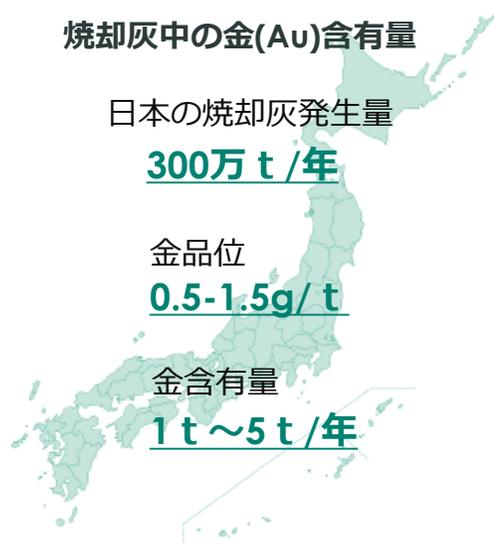 焼却灰中の金(Au)含有量
日本の焼却灰発生量
300万ｔ/年
金品位
0.5-1.5g/ｔ
金含有量
1ｔ～5ｔ/年